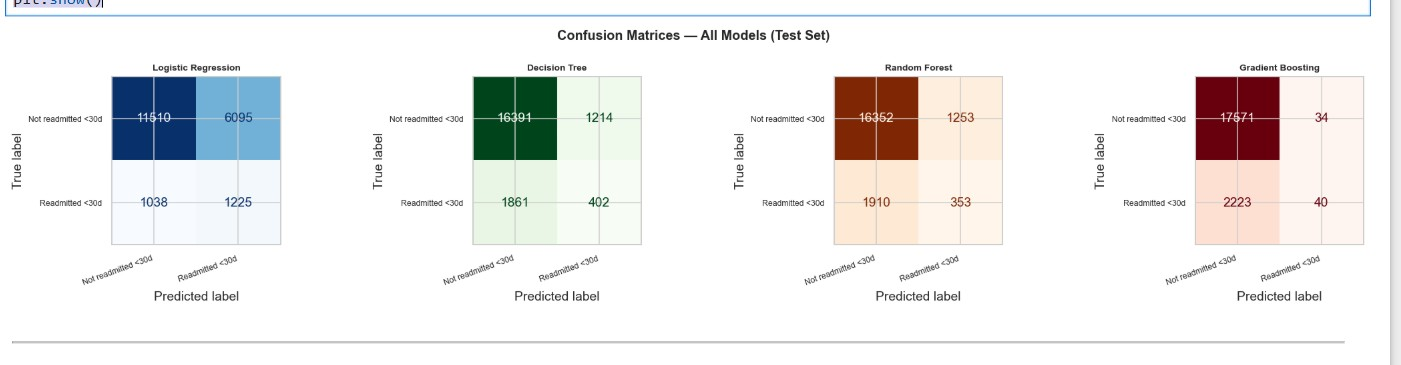 plt.show()
Confusion Matrices — All Models (Test Set)
Logistic Regression
True label
Not readmitted <30d
11510
6095
Readmitted <30d
1038
1225
Not readmitted <30d
Readmitted <30d
Predicted label
Decision Tree
True label
Not readmitted <30d
16391
1214
Readmitted <30d
1861
402
Not readmitted <30d
Readmitted <30d
Predicted label
Random Forest
True label
Not readmitted <30d
16352
1253
Readmitted <30d
1910
353
Not readmitted <30d
Readmitted <30d
Predicted label
Gradient Boosting
True label
Not readmitted <30d
17571
34
Readmitted <30d
2223
40
Not readmitted <30d
Readmitted <30d
Predicted label